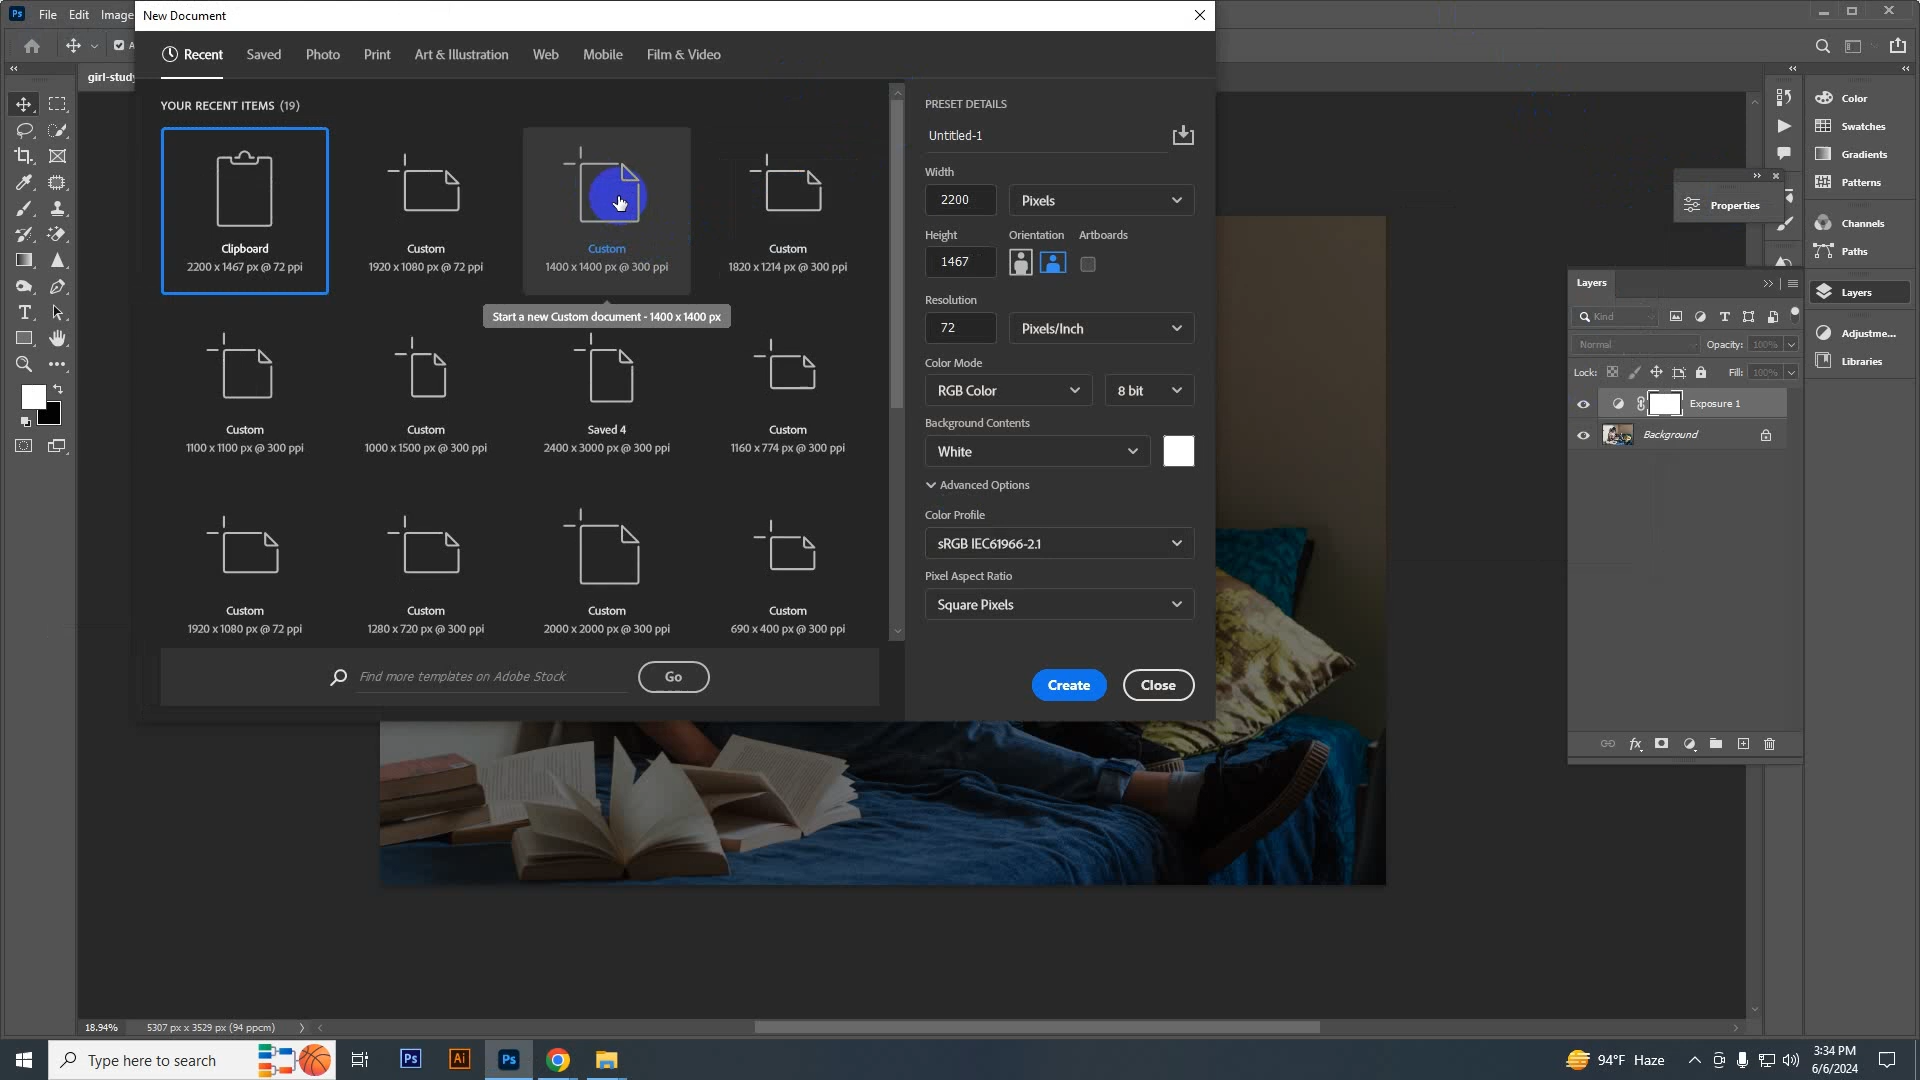 Ps File Edit Image
New Document
girl-study
Recent Saved Photo Print Art & Illustration Web Mobile Film & Video
YOUR RECENT ITEMS (19)
Clipboard
2200 x 1467 px @ 72 ppi
Custom
1920 x 1080 px @ 72 ppi
Custom
1400 x 1400 px @ 300 ppi
Custom
1820 x 1214 px @ 300 ppi
Start a new Custom document - 1400 x 1400 px
Custom
1100 x 1100 px @ 300 ppi
Custom
1000 x 1500 px @ 300 ppi
Saved 4
2400 x 3000 px @ 300 ppi
Custom
1160 x 774 px @ 300 ppi
Custom
1920 x 1080 px @ 72 ppi
Custom
1280 x 720 px @ 300 ppi
Custom
2000 x 2000 px @ 300 ppi
Custom
690 x 400 px @ 300 ppi
Find more templates on Adobe Stock
Go
PRESET DETAILS
Untitled-1
Width
2200 Pixels
Height Orientation Artboards
1467
Resolution
72 Pixels/Inch
Color Mode
RGB Color 8 bit
Background Contents
White
Advanced Options
Color Profile
sRGB IEC61966-2.1
Pixel Aspect Ratio
Square Pixels
Create Close
Properties
Layers
Kind
Normal Opacity: 100%
Lock: Fill: 100%
Exposure 1
Background
fx
Color
Swatches
Gradients
Patterns
Channels
Paths
Layers
Adjustme...
Libraries
18.94% 5307 px x 3529 px (94 ppcm)
Type here to search
Ps Ai Ps
94°F Haze
3:34 PM
6/6/2024